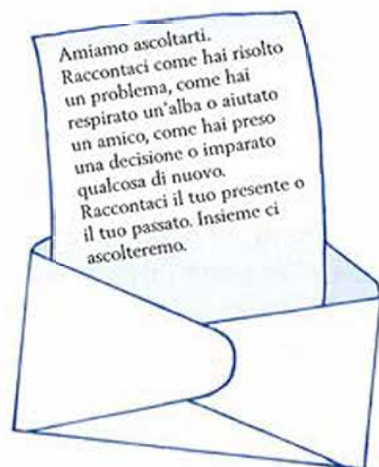 Amiamo ascoltarti.
Raccontaci come hai risolto
un problema, come hai
respirato un'alba o aiutato
un amico, come hai preso
una decisione o imparato
qualcosa di nuovo.
Raccontaci il tuo presente o
il tuo passato. Insieme ci
ascolteremo.